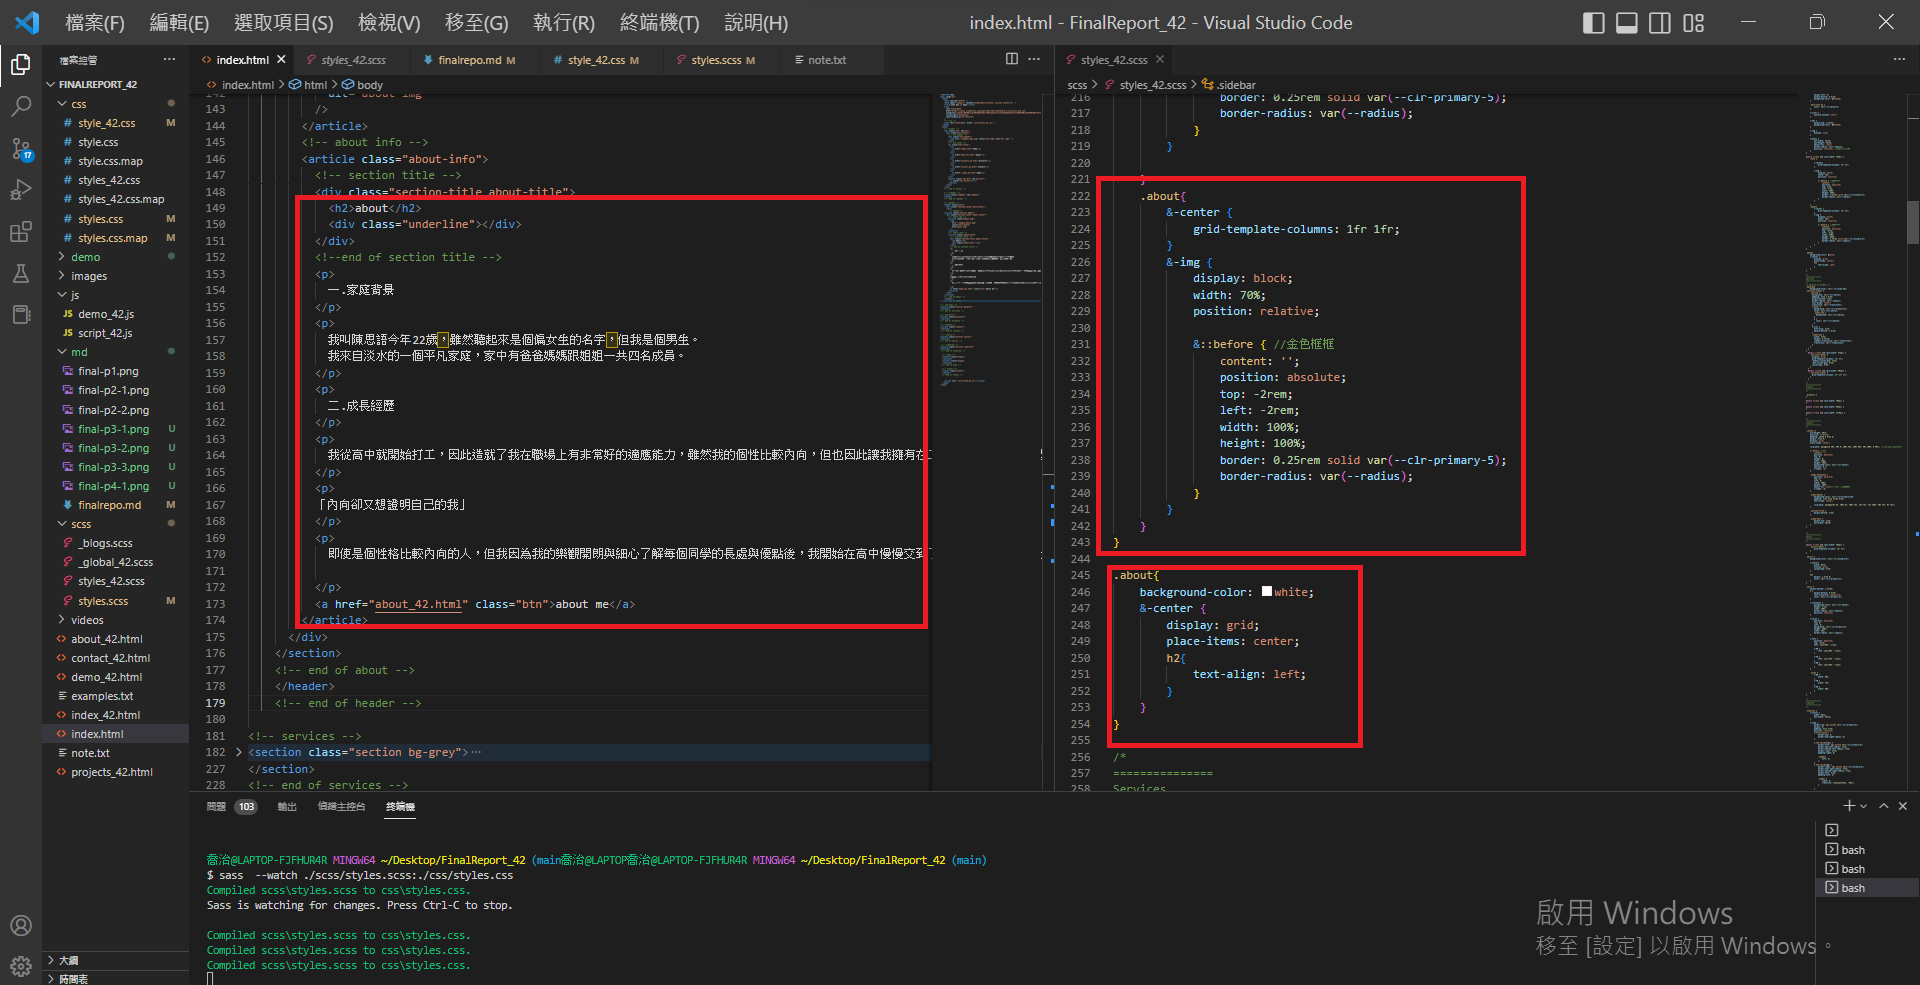 檔案(F) 編輯(E) 選取項目(S) 檢視(V) 移至(G) 執行(R) 終端機(T) 說明(H)
index.html - FinalReport_42 - Visual Studio Code
檔案總管
FINALREPORT_42
css
style_42.css M
style.css
style.css.map
styles_42.css
styles_42.css.map
styles.css M
styles.css.map M
demo
images
js
demo_42.js
script_42.js
md
final-p1.png
final-p2-1.png
final-p2-2.png
final-p3-1.png U
final-p3-2.png U
final-p3-3.png U
final-p4-1.png U
finalrepo.md M
scss
_blogs.scss
_global_42.scss
styles_42.scss
styles.scss M
videos
about_42.html
contact_42.html
demo_42.html
examples.txt
index_42.html
index.html
note.txt
projects_42.html
大綱
時間表
17
index.html styles_42.scss finalrepo.md M style_42.css M styles.scss M note.txt
index.html > html > body
142 alt="about img"
143 />
144 </article>
145 <!-- about info -->
146 <article class="about-info">
147 <!-- section title -->
148 <div class="section-title about-title">
149 <h2>about</h2>
150 <div class="underline"></div>
151 </div>
152 <!--end of section title -->
153 <p>
154 一.家庭背景
155 </p>
156 <p>
157 我叫陳思語今年22歲，雖然聽起來是個偏女生的名字，但我是個男生。
158 我來自淡水的一個平凡家庭，家中有爸爸媽媽跟姐姐一共四名成員。
159 </p>
160 <p>
161 二.成長經歷
162 </p>
163 <p>
164 我從高中就開始打工，因此造就了我在職場上有非常好的適應能力，雖然我的個性比較內向，但也因此讓我擁有在
165 </p>
166 <p>
167 「內向卻又想證明自己的我」
168 </p>
169 <p>
170 即使是個性格比較內向的人，但我因為我的樂觀開朗與細心了解每個同學的長處與優點後，我開始在高中慢慢交到
171
172 </p>
173 <a href="about_42.html" class="btn">about me</a>
174 </article>
175 </div>
176 </section>
177 <!-- end of about -->
178 </header>
179 <!-- end of header -->
180
181 <!-- services -->
182 <section class="section bg-grey">…
227 </section>
228 <!-- end of services -->
styles_42.scss
scss > styles_42.scss > .sidebar
216 border: 0.25rem solid var(--clr-primary-5);
217 border-radius: var(--radius);
218 }
219 }
220
221 }
222 .about{
223 &-center {
224 grid-template-columns: 1fr 1fr;
225 }
226 &-img {
227 display: block;
228 width: 70%;
229 position: relative;
230
231 &::before { //金色框框
232 content: '';
233 position: absolute;
234 top: -2rem;
235 left: -2rem;
236 width: 100%;
237 height: 100%;
238 border: 0.25rem solid var(--clr-primary-5);
239 border-radius: var(--radius);
240 }
241 }
242 }
243 }
244
245 .about{
246 background-color: white;
247 &-center {
248 display: grid;
249 place-items: center;
250 h2{
251 text-align: left;
252 }
253 }
254 }
255
256 /*
257 ===============
258 Services
問題 103 輸出 偵錯主控台 終端機
喬治@LAPTOP-FJFHUR4R MINGW64 ~/Desktop/FinalReport_42 (main喬治@LAPTOP喬治@LAPTOP-FJFHUR4R MINGW64 ~/Desktop/FinalReport_42 (main)
$ sass --watch ./scss/styles.scss:./css/styles.css
Compiled scss\styles.scss to css\styles.css.
Sass is watching for changes. Press Ctrl-C to stop.
Compiled scss\styles.scss to css\styles.css.
Compiled scss\styles.scss to css\styles.css.
Compiled scss\styles.scss to css\styles.css.
bash
bash
bash
啟用 Windows
移至 [設定] 以啟用 Windows。